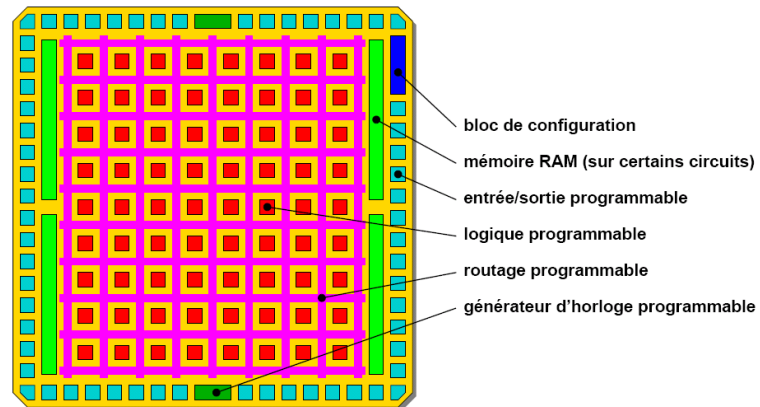 bloc de configuration
mémoire RAM (sur certains circuits)
entrée/sortie programmable
logique programmable
routage programmable
générateur d'horloge programmable